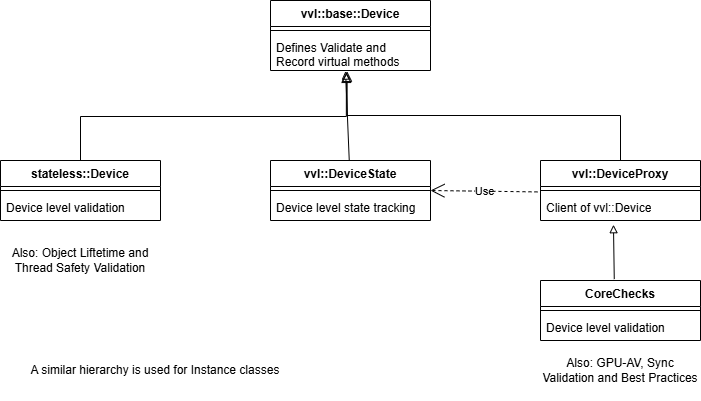 vvl::base::Device
Defines Validate and
Record virtual methods
stateless::Device
Device level validation
Also: Object Liftetime and
Thread Safety Validation
vvl::DeviceState
Device level state tracking
Use
vvl::DeviceProxy
Client of vvl::Device
CoreChecks
Device level validation
Also: GPU-AV, Sync
Validation and Best Practices
A similar hierarchy is used for Instance classes